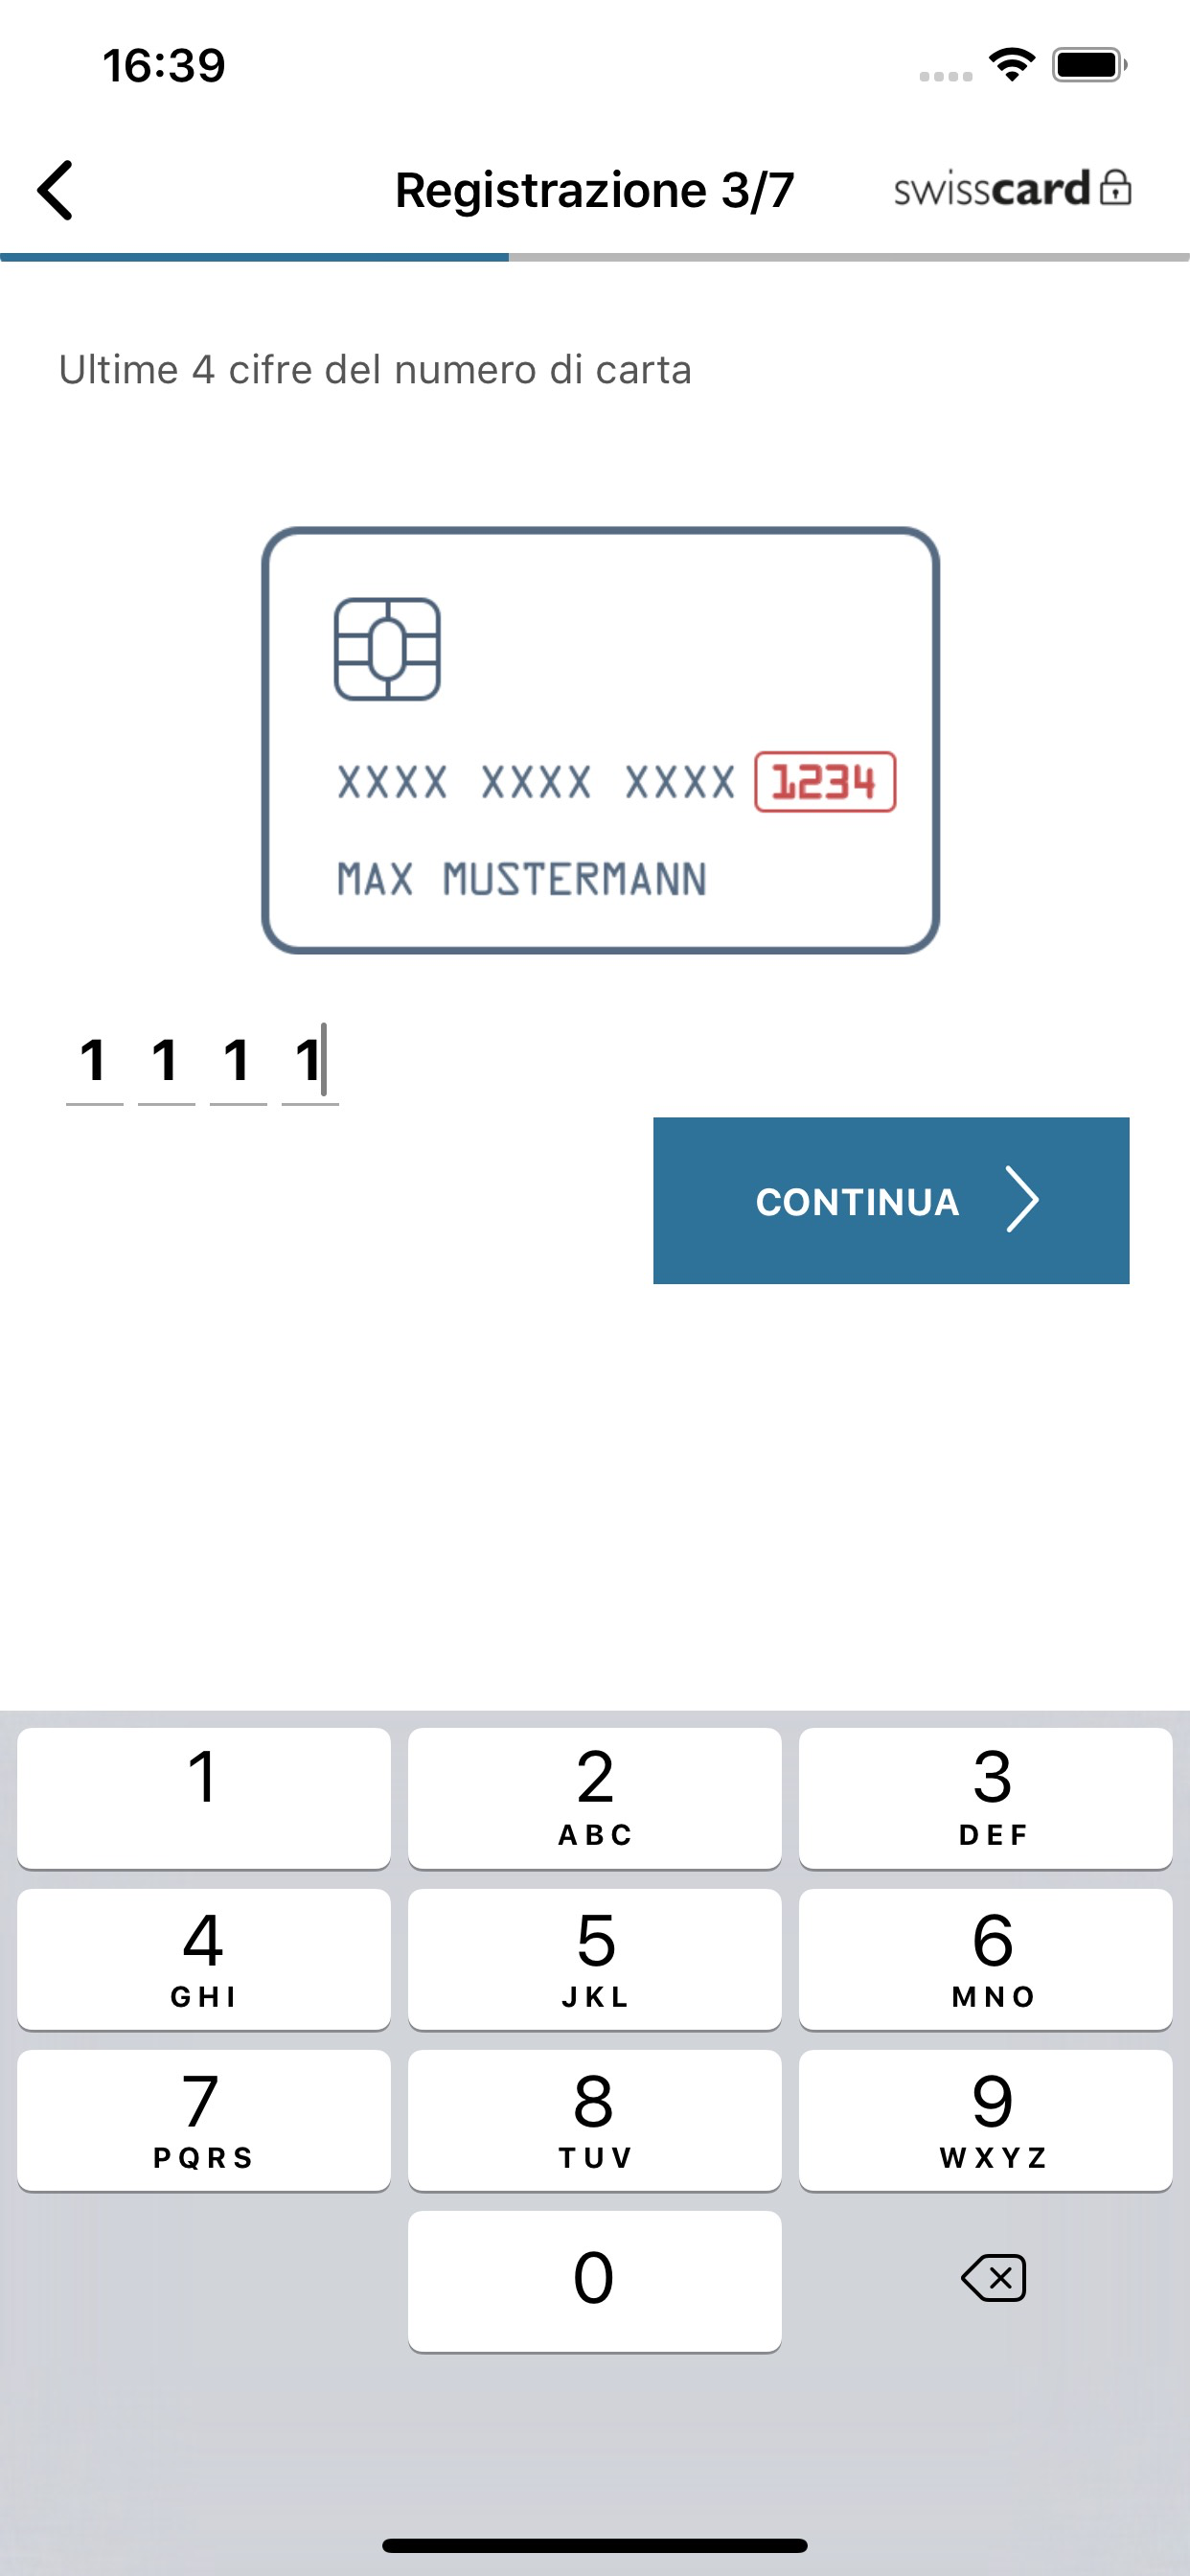 16:39
Registrazione 3/7 swisscard
Ultime 4 cifre del numero di carta
XXXX XXXX XXXX 1234
MAX MUSTERMANN
1 1 1 1
CONTINUA
1 2 3
ABC DEF
4 5 6
GHI JKL MNO
7 8 9
PQRS TUV WXYZ
0